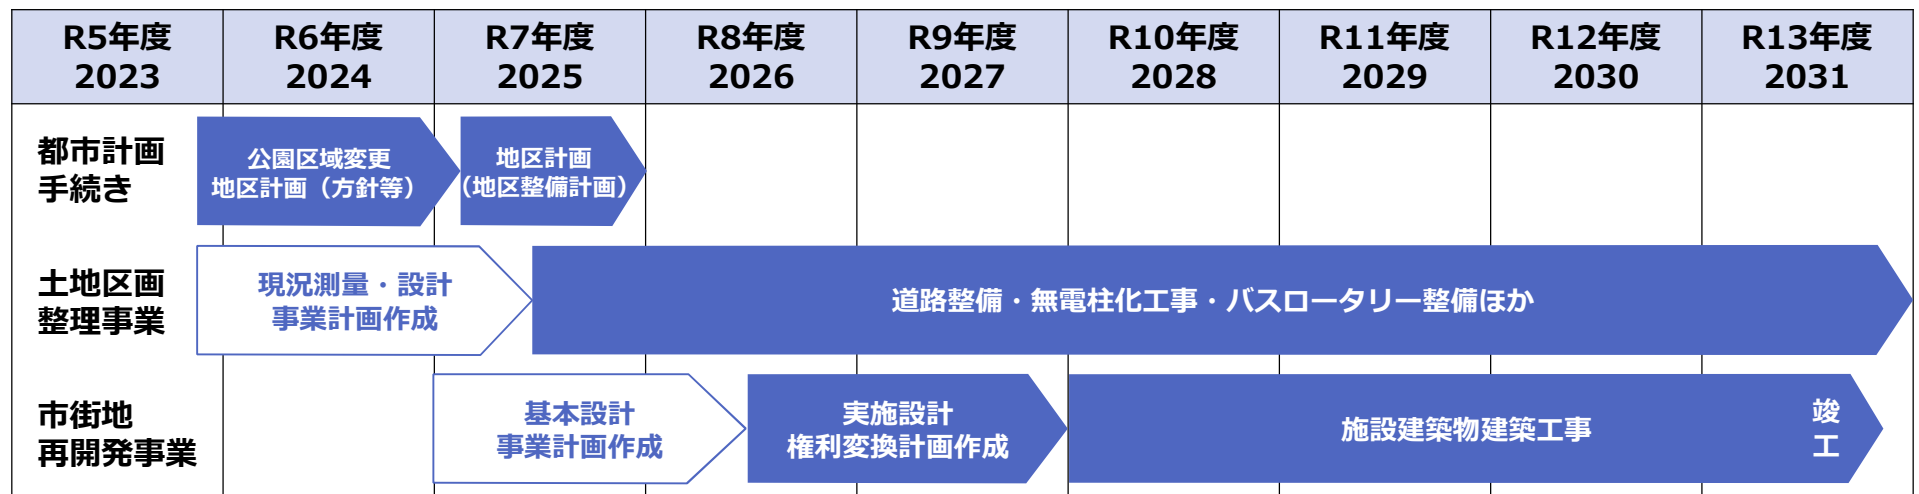 R5年度
2023
R6年度
2024
R7年度
2025
R8年度
2026
R9年度
2027
R10年度
2028
R11年度
2029
R12年度
2030
R13年度
2031
都市計画
手続き
公園区域変更
地区計画（方針等）
地区計画
（地区整備計画）
土地区画
整理事業
現況測量・設計
事業計画作成
道路整備・無電柱化工事・バスロータリー整備ほか
市街地
再開発事業
基本設計
事業計画作成
実施設計
権利変換計画作成
施設建築物建築工事
竣
工